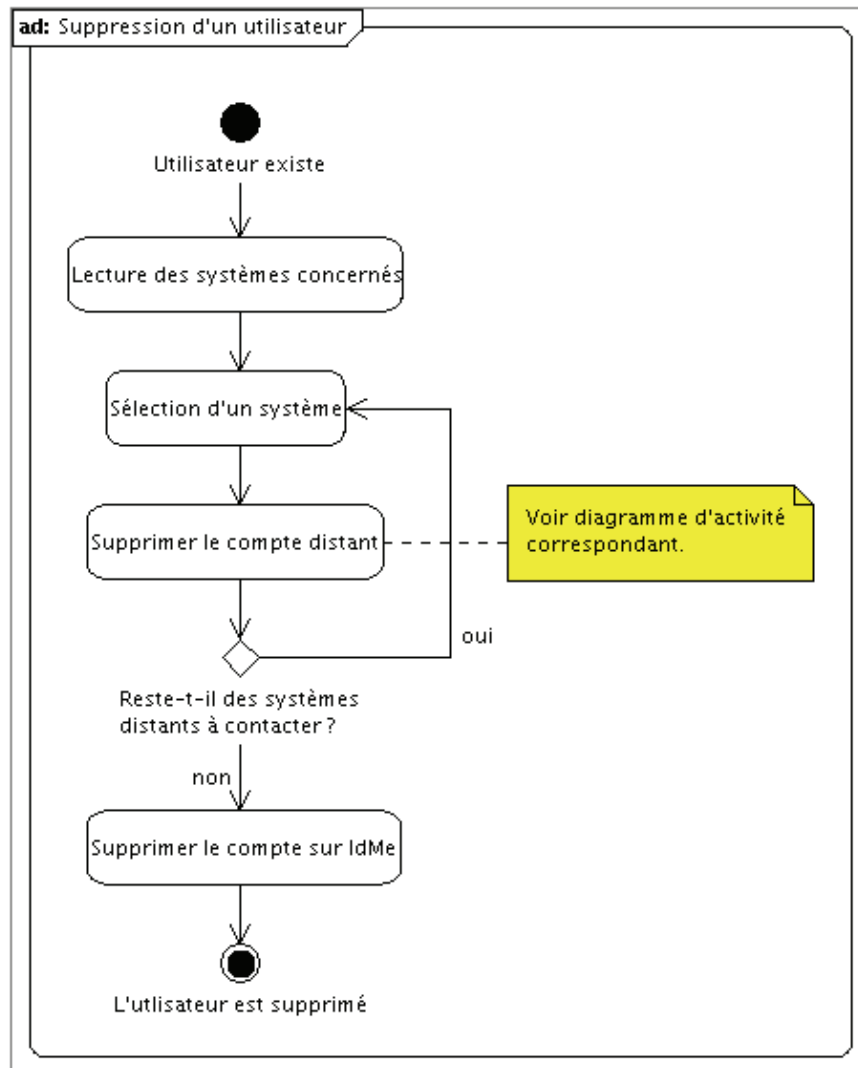 ad: Suppression d'un utilisateur
Utilisateur existe
Lecture des systèmes concernés
Sélection d'un système
Supprimer le compte distant
Voir diagramme d'activité
correspondant.
oui
Reste-t-il des systèmes
distants à contacter ?
non
Supprimer le compte sur IdMe
L'utlisateur est supprimé